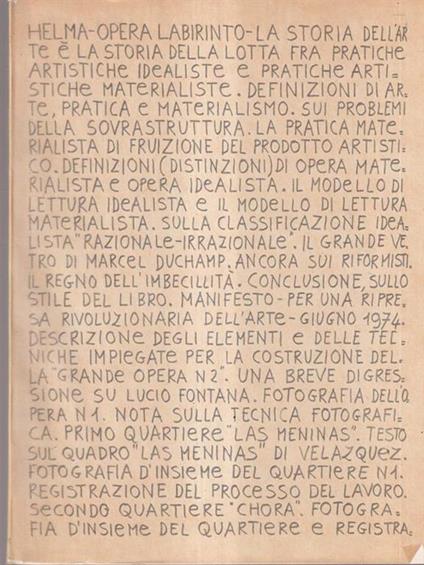 HELMA-OPERA LABIRINTO-LA STORIA DELL'AR
TE È LA STORIA DELLA LOTTA FRA PRATICHE
ARTISTICHE IDEALISTE e PRATICHE ARTI=
STICHE MATERIALISTE. DEFINIZIONI DI AR=
TE, PRATICA e MATERIALISMO. SUI PROBLEMI
DELLA SOVRASTRUTTURA. LA PRATICA MATE=
RIALISTA DI FRUIZIONE DEL PRODOTTO ARTISTI=
CO. DEFINIZIONI (DISTINZIONI) DI OPERA MATE=
RIALISTA e OPERA IDEALISTA. IL MODELLO DI
LETTURA IDEALISTA e IL MODELLO DI LETTURA
MATERIALISTA. SULLA CLASSIFICAZIONE IDEA=
LISTA "RAZIONALE-IRRAZIONALE". IL GRANDE VE=
TRO DI MARCEL DUCHAMP. ANCORA SUI RIFORMISTI.
IL REGNO DELL'IMBECILLITÀ. CONCLUSIONE, SULLO
STILE DEL LIBRO. MANIFESTO-PER UNA RIPRE=
SA RIVOLUZIONARIA DELL'ARTE-GIUGNO 1974.
DESCRIZIONE DEGLI ELEMENTI e DELLE TEC=
NICHE IMPIEGATE PER LA COSTRUZIONE DEL=
LA "GRANDE OPERA N2". UNA BREVE DIGRES=
SIONE SU LUCIO FONTANA. FOTOGRAFIA DELL'O=
PERA N1. NOTA SULLA TECNICA FOTOGRAFI=
CA. PRIMO QUARTIERE "LAS MENINAS". TESTO
SUL QUADRO "LAS MENINAS" DI VELAZQUEZ.
FOTOGRAFIA D'INSIEME DEL QUARTIERE N1.
REGISTRAZIONE DEL PROCESSO DEL LAVORO.
SECONDO QUARTIERE "CHORA". FOTOGRA=
FIA D'INSIEME DEL QUARTIERE e REGISTRA=